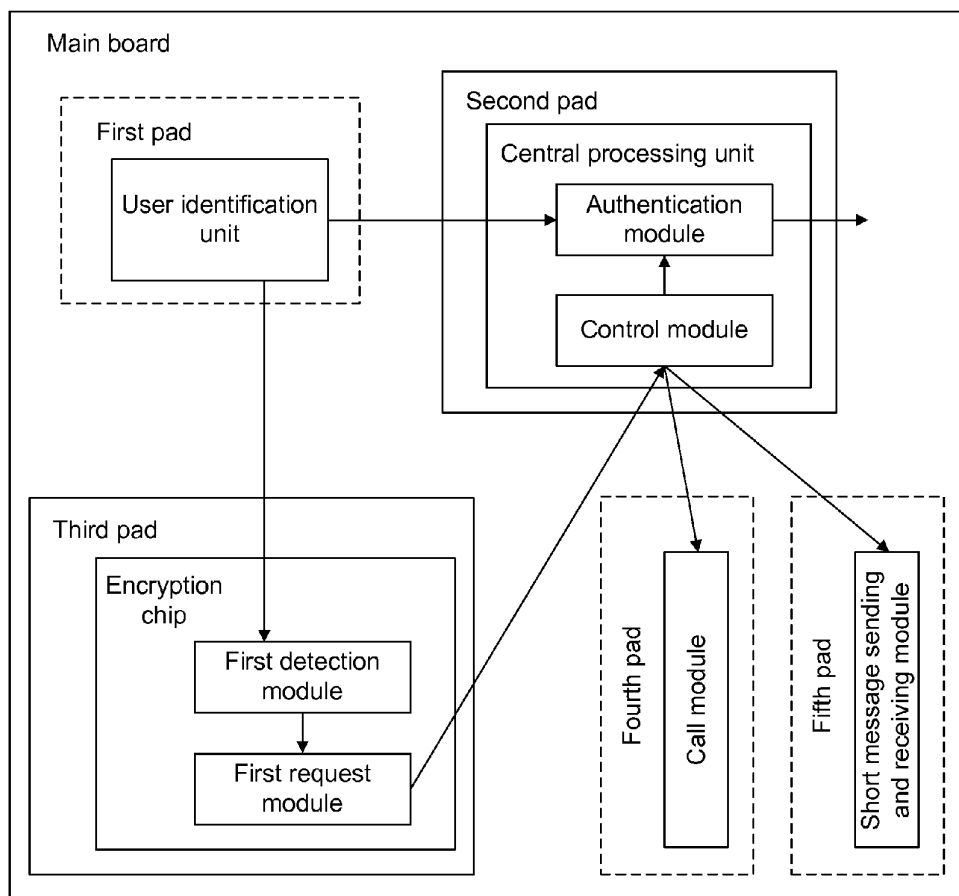 Main board
First pad
User identification
unit
Second pad
Central processing unit
Authentication
module
Control module
Third pad
Encryption
chip
First detection
module
First request
module
Fourth pad
Call module
Fifth pad
Short message sending
and receiving module